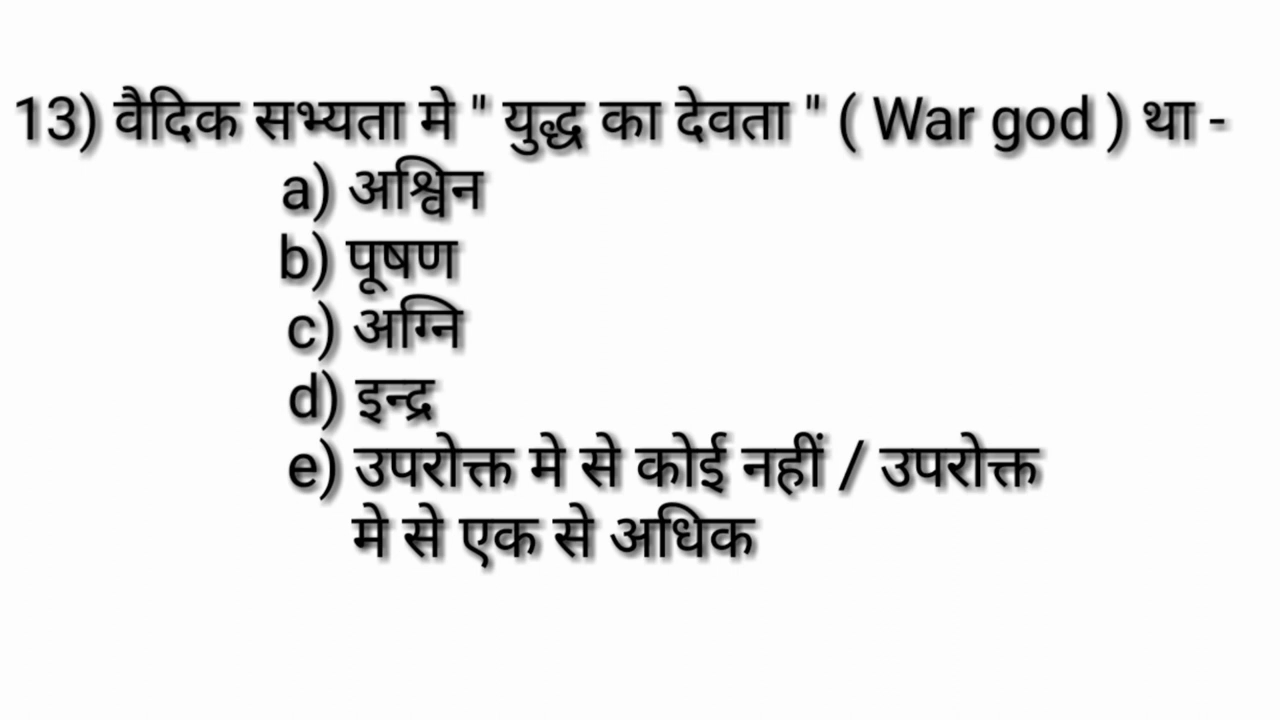 13) वैदिक सभ्यता मे " युद्ध का देवता " ( War god ) था -
a) अश्विन
b) पूषण
c) अग्नि
d) इन्द्र
e) उपरोक्त मे से कोई नहीं / उपरोक्त
मे से एक से अधिक